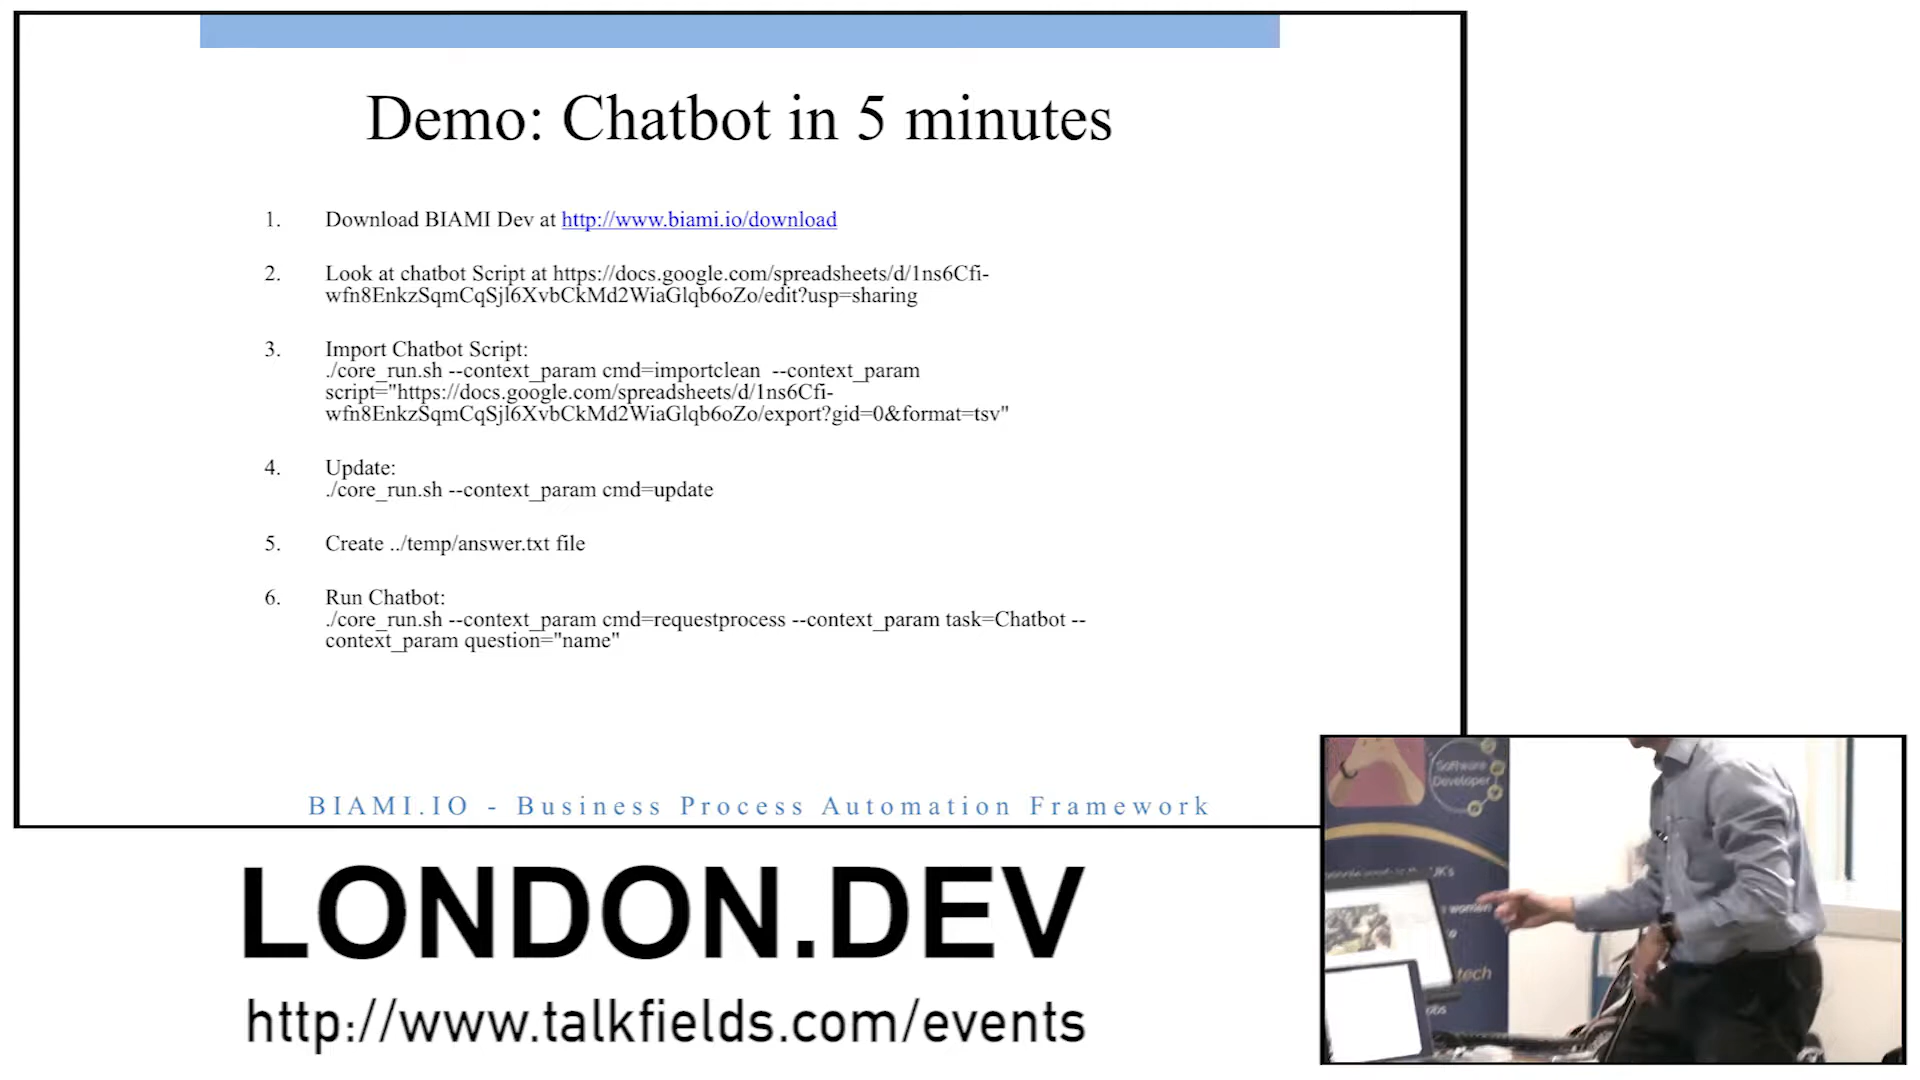 Demo: Chatbot in 5 minutes
1. Download BIAMI Dev at http://www.biami.io/download
2. Look at chatbot Script at https://docs.google.com/spreadsheets/d/1ns6Cfi-
wfn8EnkzSqmCqSjl6XvbCkMd2WiaGlqb6oZo/edit?usp=sharing
3. Import Chatbot Script:
./core_run.sh --context_param cmd=importclean --context_param
script="https://docs.google.com/spreadsheets/d/1ns6Cfi-
wfn8EnkzSqmCqSjl6XvbCkMd2WiaGlqb6oZo/export?gid=0&format=tsv"
4. Update:
./core_run.sh --context_param cmd=update
5. Create ../temp/answer.txt file
6. Run Chatbot:
./core_run.sh --context_param cmd=requestprocess --context_param task=Chatbot --
context_param question="name"
BIAMI.IO - Business Process Automation Framework
Software
Developer
UK's
women
tech
LONDON.DEV
http://www.talkfields.com/events